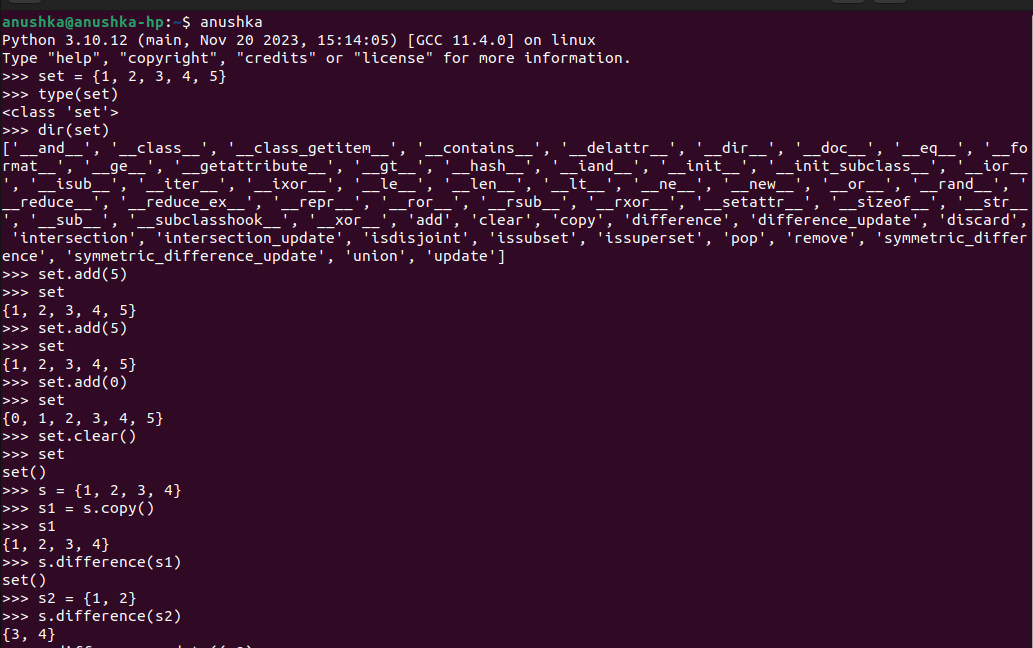 anushka@anushka-hp:~$ anushka
Python 3.10.12 (main, Nov 20 2023, 15:14:05) [GCC 11.4.0] on linux
Type "help", "copyright", "credits" or "license" for more information.
>>> set = {1, 2, 3, 4, 5}
>>> type(set)
<class 'set'>
>>> dir(set)
['__and__', '__class__', '__class_getitem__', '__contains__', '__delattr__', '__dir__', '__doc__', '__eq__', '__fo
rmat__', '__ge__', '__getattribute__', '__gt__', '__hash__', '__iand__', '__init__', '__init_subclass__', '__ior__
', '__isub__', '__iter__', '__ixor__', '__le__', '__len__', '__lt__', '__ne__', '__new__', '__or__', '__rand__', '
__reduce__', '__reduce_ex__', '__repr__', '__ror__', '__rsub__', '__rxor__', '__setattr__', '__sizeof__', '__str__
', '__sub__', '__subclasshook__', '__xor__', 'add', 'clear', 'copy', 'difference', 'difference_update', 'discard',
 'intersection', 'intersection_update', 'isdisjoint', 'issubset', 'issuperset', 'pop', 'remove', 'symmetric_differ
ence', 'symmetric_difference_update', 'union', 'update']
>>> set.add(5)
>>> set
{1, 2, 3, 4, 5}
>>> set.add(5)
>>> set
{1, 2, 3, 4, 5}
>>> set.add(0)
>>> set
{0, 1, 2, 3, 4, 5}
>>> set.clear()
>>> set
set()
>>> s = {1, 2, 3, 4}
>>> s1 = s.copy()
>>> s1
{1, 2, 3, 4}
>>> s.difference(s1)
set()
>>> s2 = {1, 2}
>>> s.difference(s2)
{3, 4}